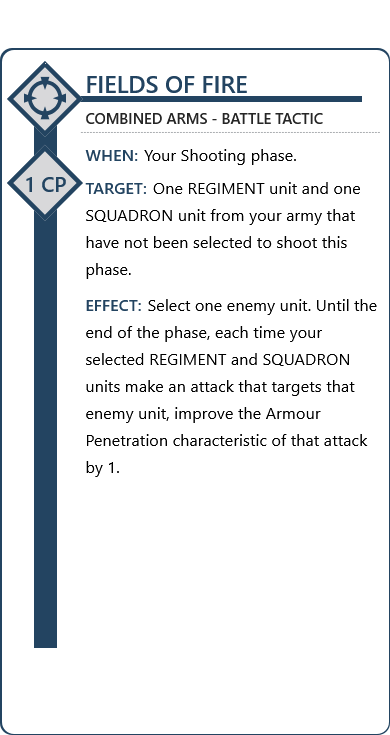 FIELDS OF FIRE
COMBINED ARMS - BATTLE TACTIC
WHEN: Your Shooting phase.
1 CP
TARGET: One REGIMENT unit and one
SQUADRON unit from your army that
have not been selected to shoot this
phase.
EFFECT: Select one enemy unit. Until the
end of the phase, each time your
selected REGIMENT and SQUADRON
units make an attack that targets that
enemy unit, improve the Armour
Penetration characteristic of that attack
by 1.